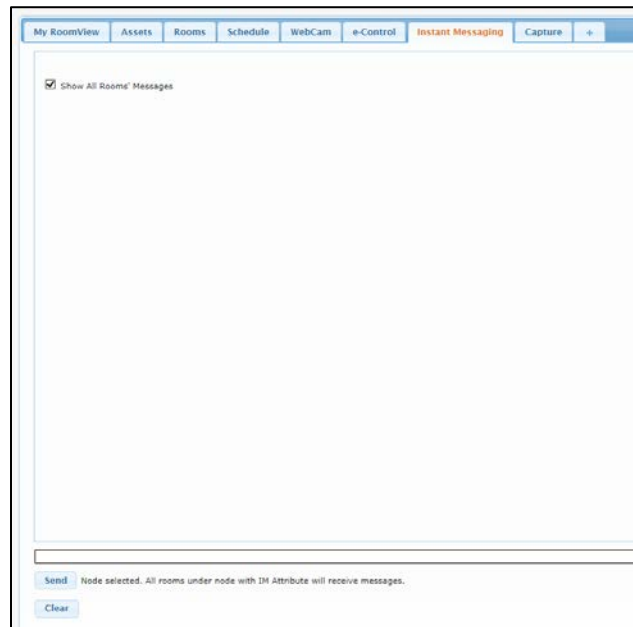 My RoomView Assets Rooms Schedule WebCam e-Control Instant Messaging Capture +
Show All Rooms' Messages
Send Node selected. All rooms under node with IM Attribute will receive messages.
Clear